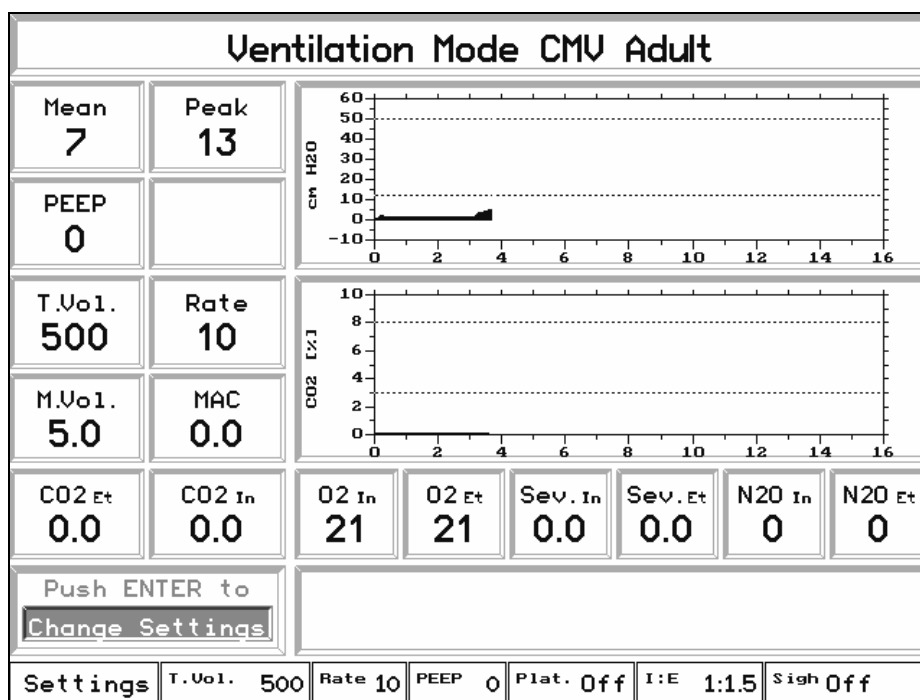 Ventilation Mode CMV Adult
Mean
7
Peak
13
PEEP
0
T.Vol.
500
Rate
10
M.Vol.
5.0
MAC
0.0
CO2 Et
0.0
CO2 In
0.0
cm H2O
60
50
40
30
20
10
0
-10
0 2 4 6 8 10 12 14 16
CO2 [%]
10
8
6
4
2
0
0 2 4 6 8 10 12 14 16
O2 In
21
O2 Et
21
Sev.In
0.0
Sev.Et
0.0
N2O In
0
N2O Et
0
Push ENTER to
Change Settings
Settings T.Vol. 500 Rate 10 PEEP 0 Plat. Off I:E 1:1.5 Sigh Off